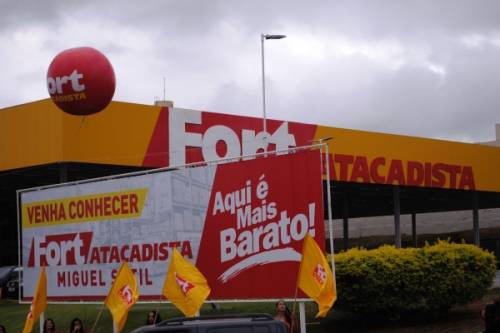 Fort
ATACADISTA
Fort
ATACADISTA
VENHA CONHECER
Fort ATACADISTA
MIGUEL SUTIL
Aqui é
Mais
Barato!